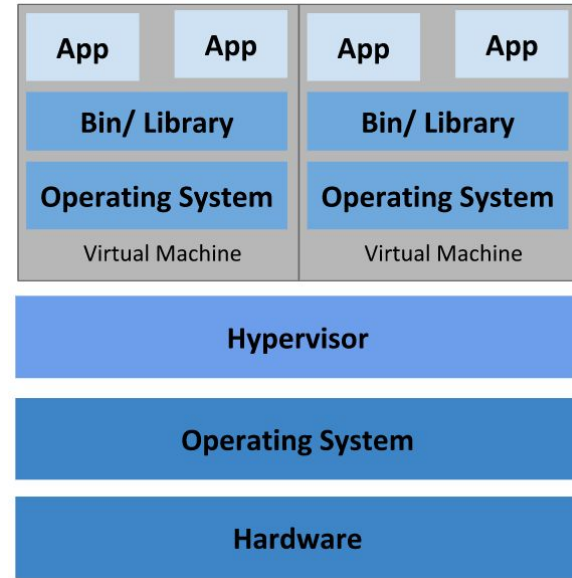 App
App
App
App
Bin/ Library
Bin/ Library
Operating System
Operating System
Virtual Machine
Virtual Machine
Hypervisor
Operating System
Hardware